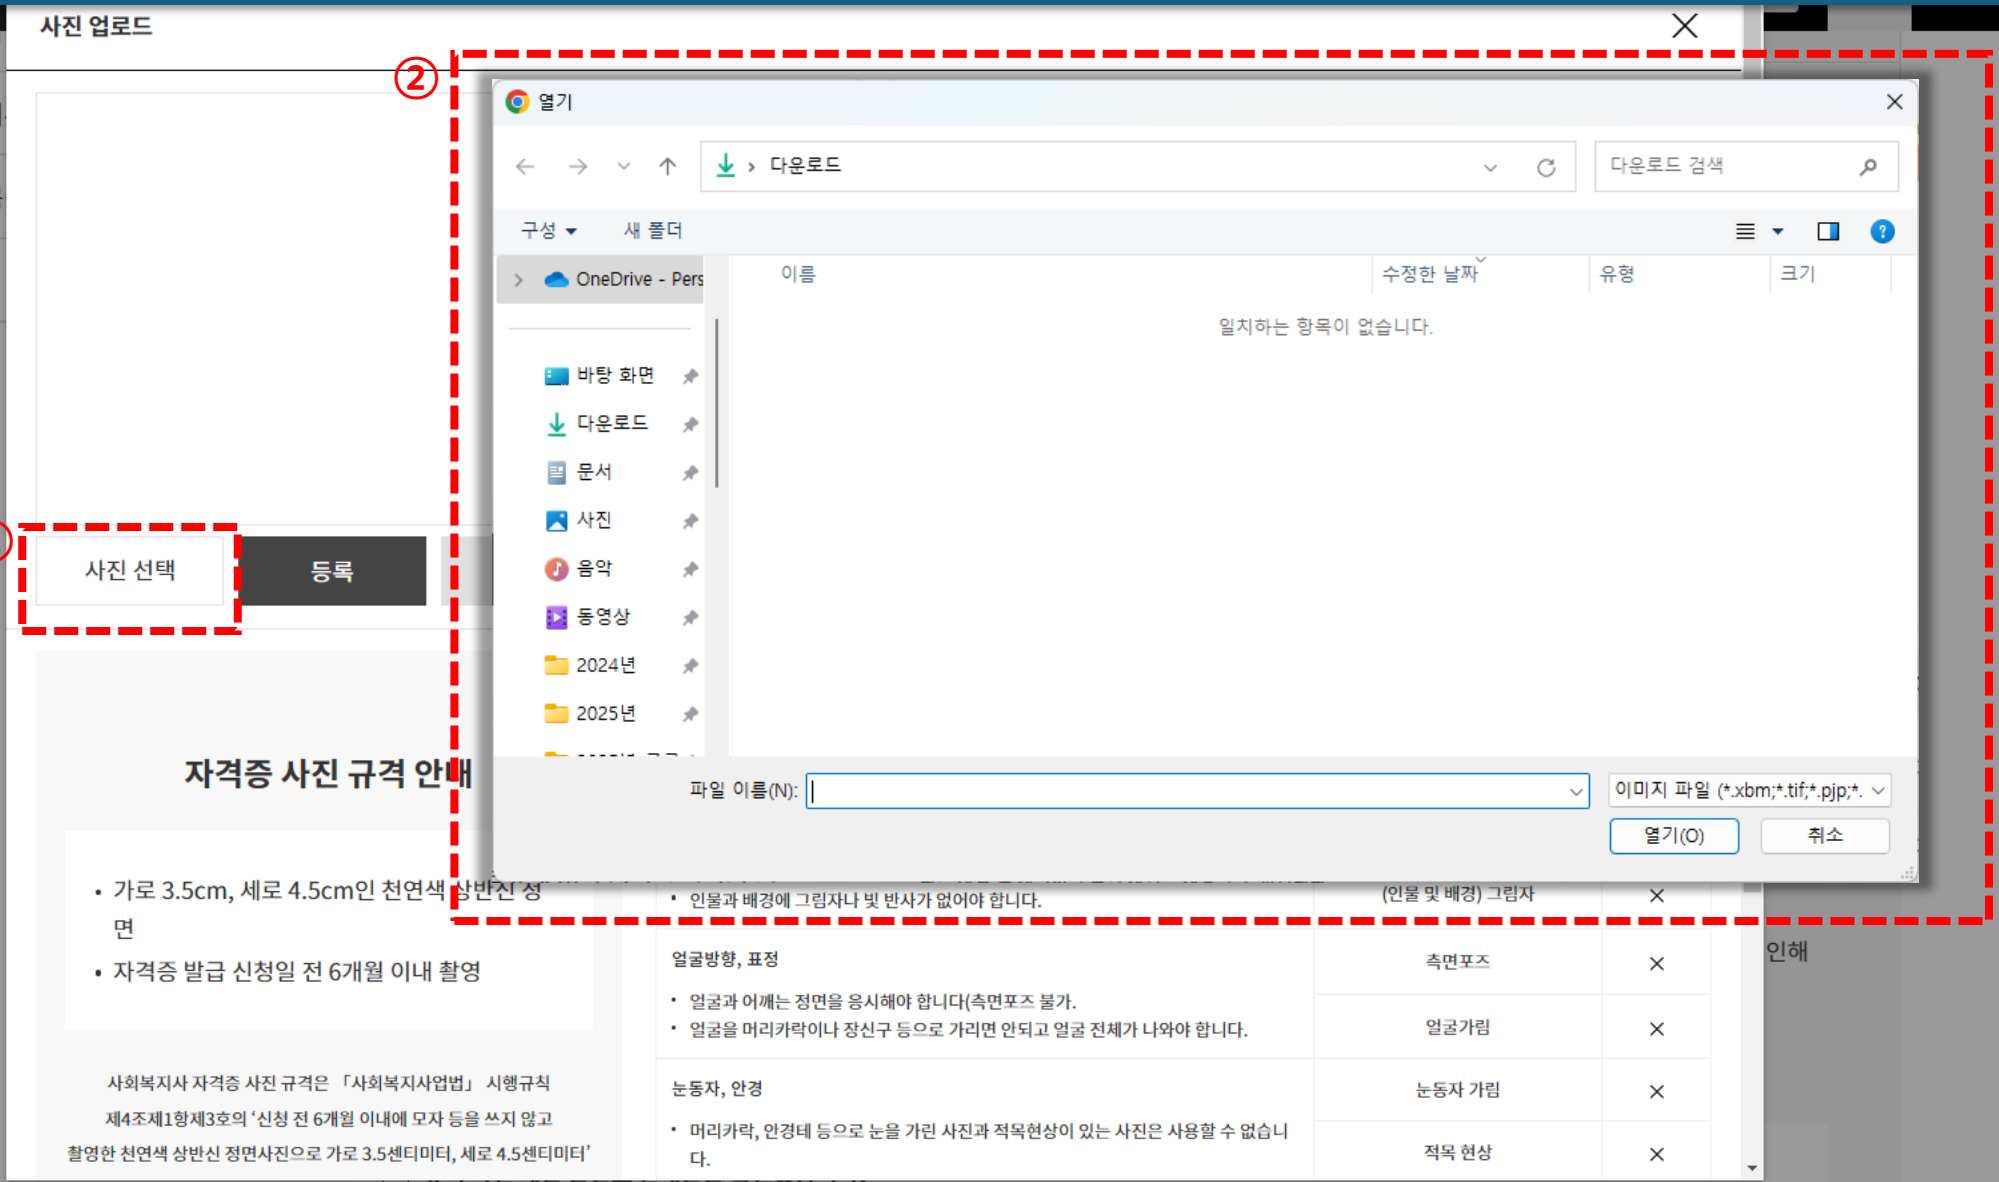 사진 업로드
②
열기
다운로드
다운로드 검색
구성
새 폴더
OneDrive - Pers
이름
수정한 날짜
유형
크기
일치하는 항목이 없습니다.
바탕 화면
다운로드
문서
사진
음악
동영상
2024년
2025년
파일 이름(N):
이미지 파일 (*.xbm;*.tif;*.pjp;*.
열기(O)
취소
사진 선택
등록
자격증 사진 규격 안내
• 가로 3.5cm, 세로 4.5cm인 천연색 상반신 정
면
• 자격증 발급 신청일 전 6개월 이내 촬영
사회복지사 자격증 사진 규격은 「사회복지사업법」 시행규칙
제4조제1항제3호의 ‘신청 전 6개월 이내에 모자 등을 쓰지 않고
촬영한 천연색 상반신 정면사진으로 가로 3.5센티미터, 세로 4.5센티미터’
• 인물과 배경에 그림자나 빛 반사가 없어야 합니다.
(인물 및 배경) 그림자
얼굴방향, 표정
• 얼굴과 어깨는 정면을 응시해야 합니다(측면포즈 불가.
• 얼굴을 머리카락이나 장신구 등으로 가리면 안되고 얼굴 전체가 나와야 합니다.
측면포즈
얼굴가림
눈동자, 안경
• 머리카락, 안경테 등으로 눈을 가린 사진과 적목현상이 있는 사진은 사용할 수 없습니
다.
눈동자 가림
적목 현상
인해